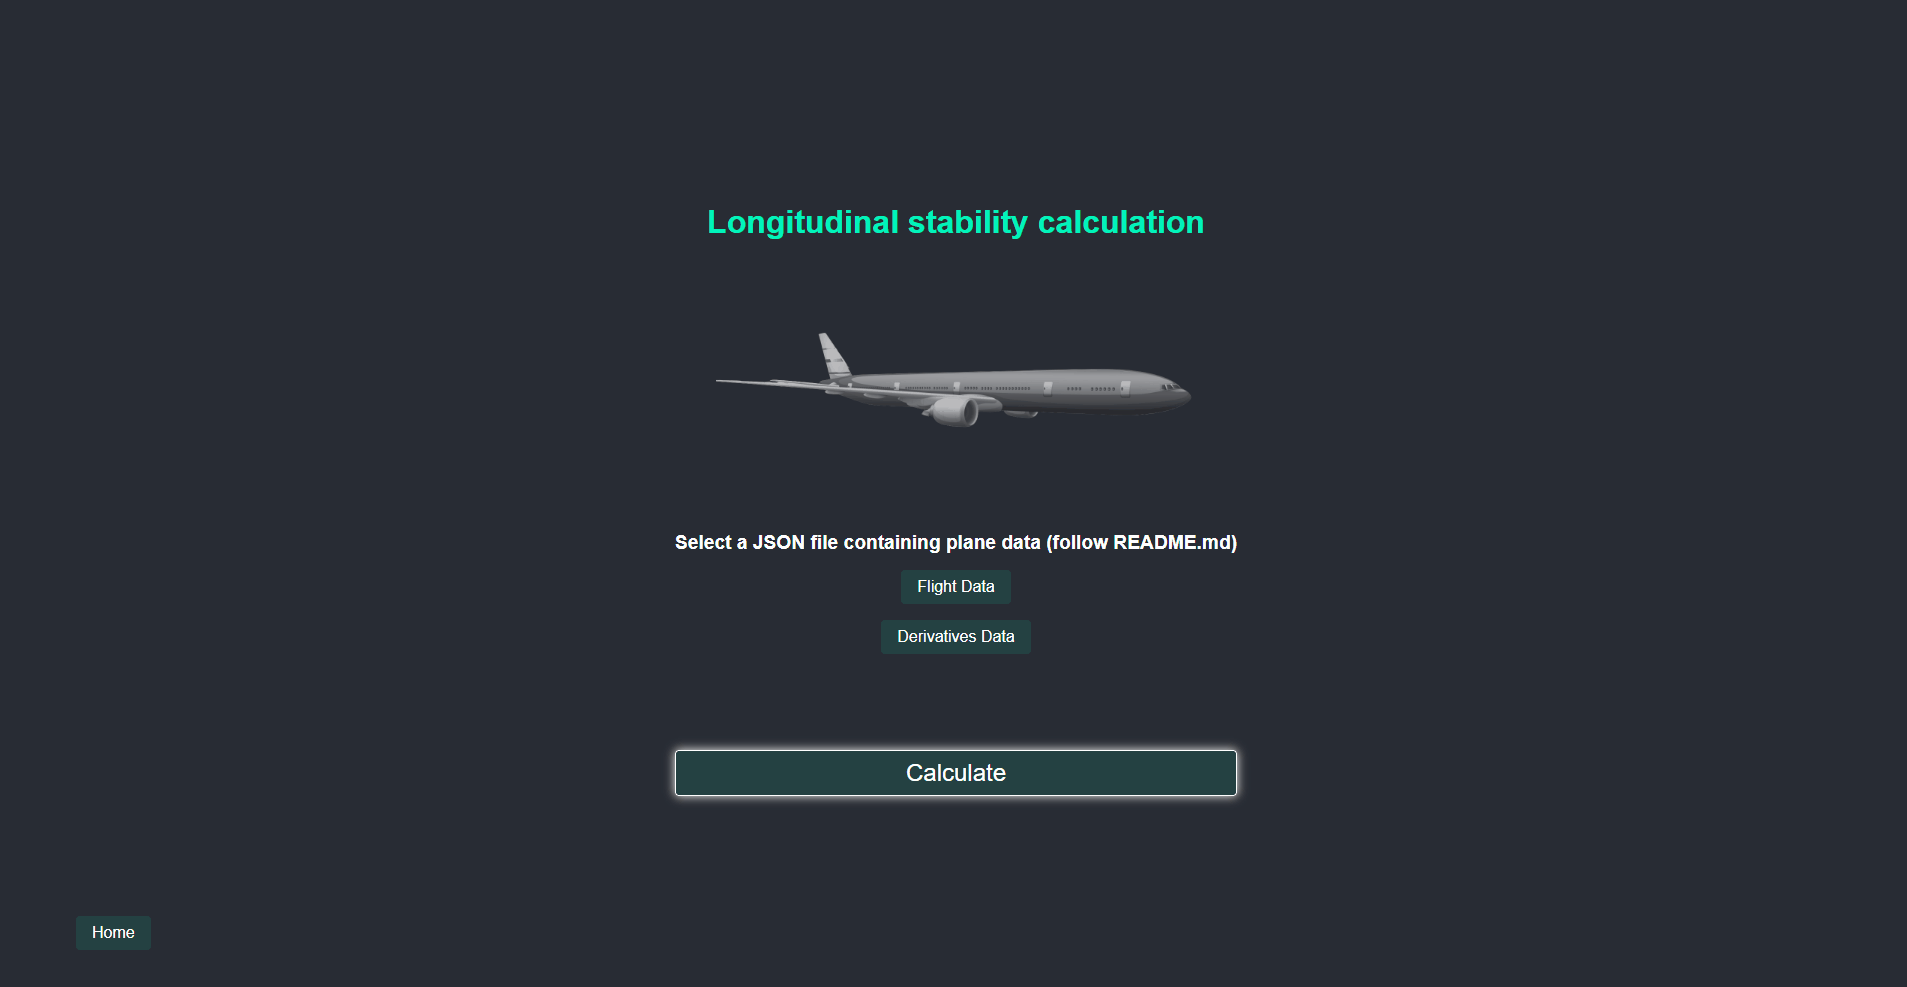 Longitudinal stability calculation
Select a JSON file containing plane data (follow README.md)
Flight Data
Derivatives Data
Calculate
Home